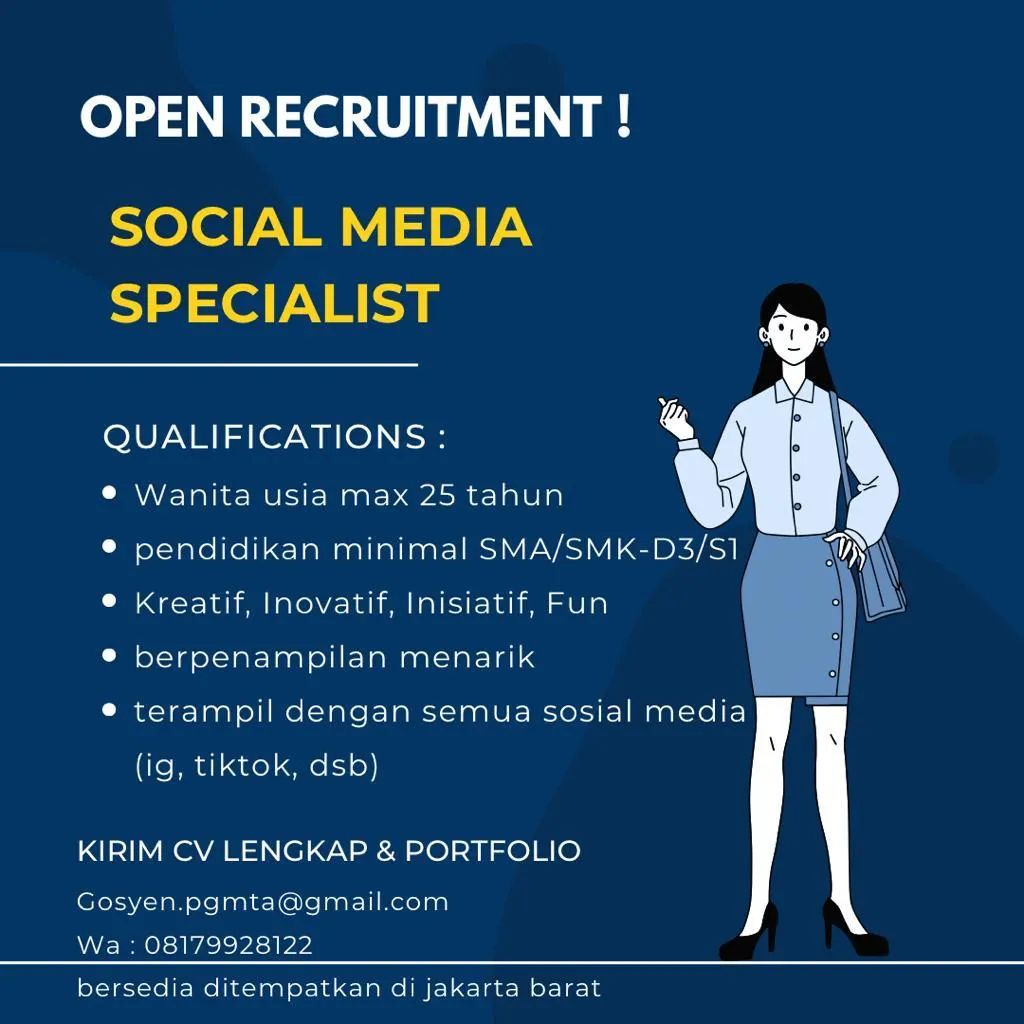 OPEN RECRUITMENT !
SOCIAL MEDIA
SPECIALIST
QUALIFICATIONS :
• Wanita usia max 25 tahun
• pendidikan minimal SMA/SMK-D3/S1
• Kreatif, Inovatif, Inisiatif, Fun
• berpenampilan menarik
• terampil dengan semua sosial media
(ig, tiktok, dsb)
KIRIM CV LENGKAP & PORTFOLIO
Gosyen.pgmta@gmail.com
Wa : 08179928122
bersedia ditempatkan di jakarta barat